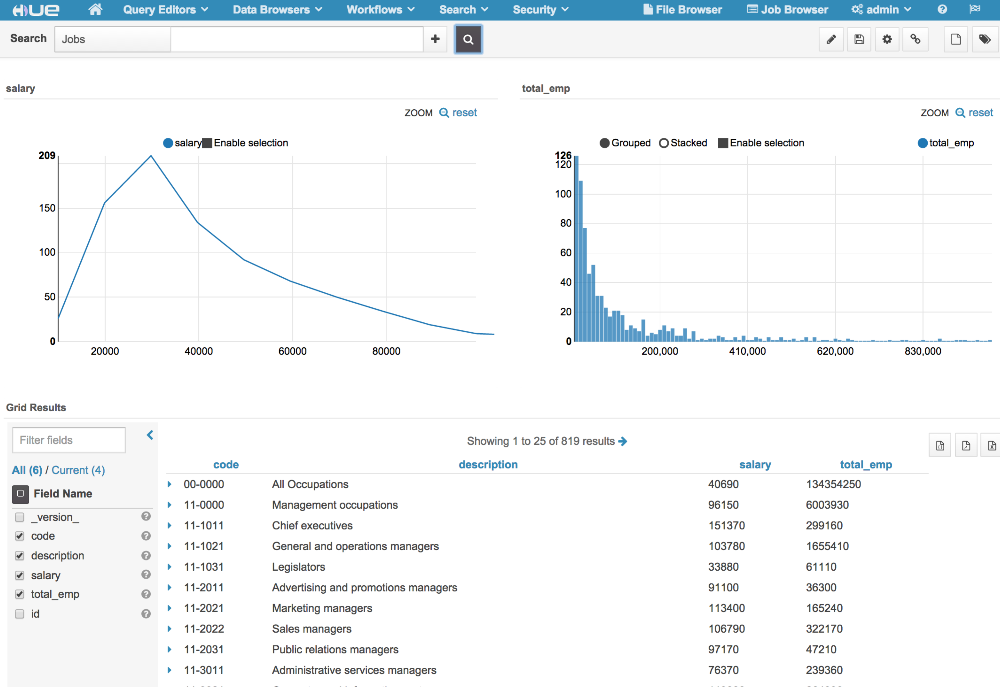 HUE Query Editors Data Browsers Workflows Search Security File Browser Job Browser admin
Search Jobs
salary
total_emp
ZOOM reset
ZOOM reset
salary Enable selection
209
150
100
50
0
20000 40000 60000 80000
Grouped Stacked Enable selection total_emp
126
120
100
80
60
40
20
0
200,000 410,000 620,000 830,000
Grid Results
Filter fields
All (6) / Current (4)
Field Name
_version_
code
description
salary
total_emp
id
Showing 1 to 25 of 819 results
code description salary total_emp
00-0000 All Occupations 40690 134354250
11-0000 Management occupations 96150 6003930
11-1011 Chief executives 151370 299160
11-1021 General and operations managers 103780 1655410
11-1031 Legislators 33880 61110
11-2011 Advertising and promotions managers 91100 36300
11-2021 Marketing managers 113400 165240
11-2022 Sales managers 106790 322170
11-2031 Public relations managers 97170 47210
11-3011 Administrative services managers 76370 239360